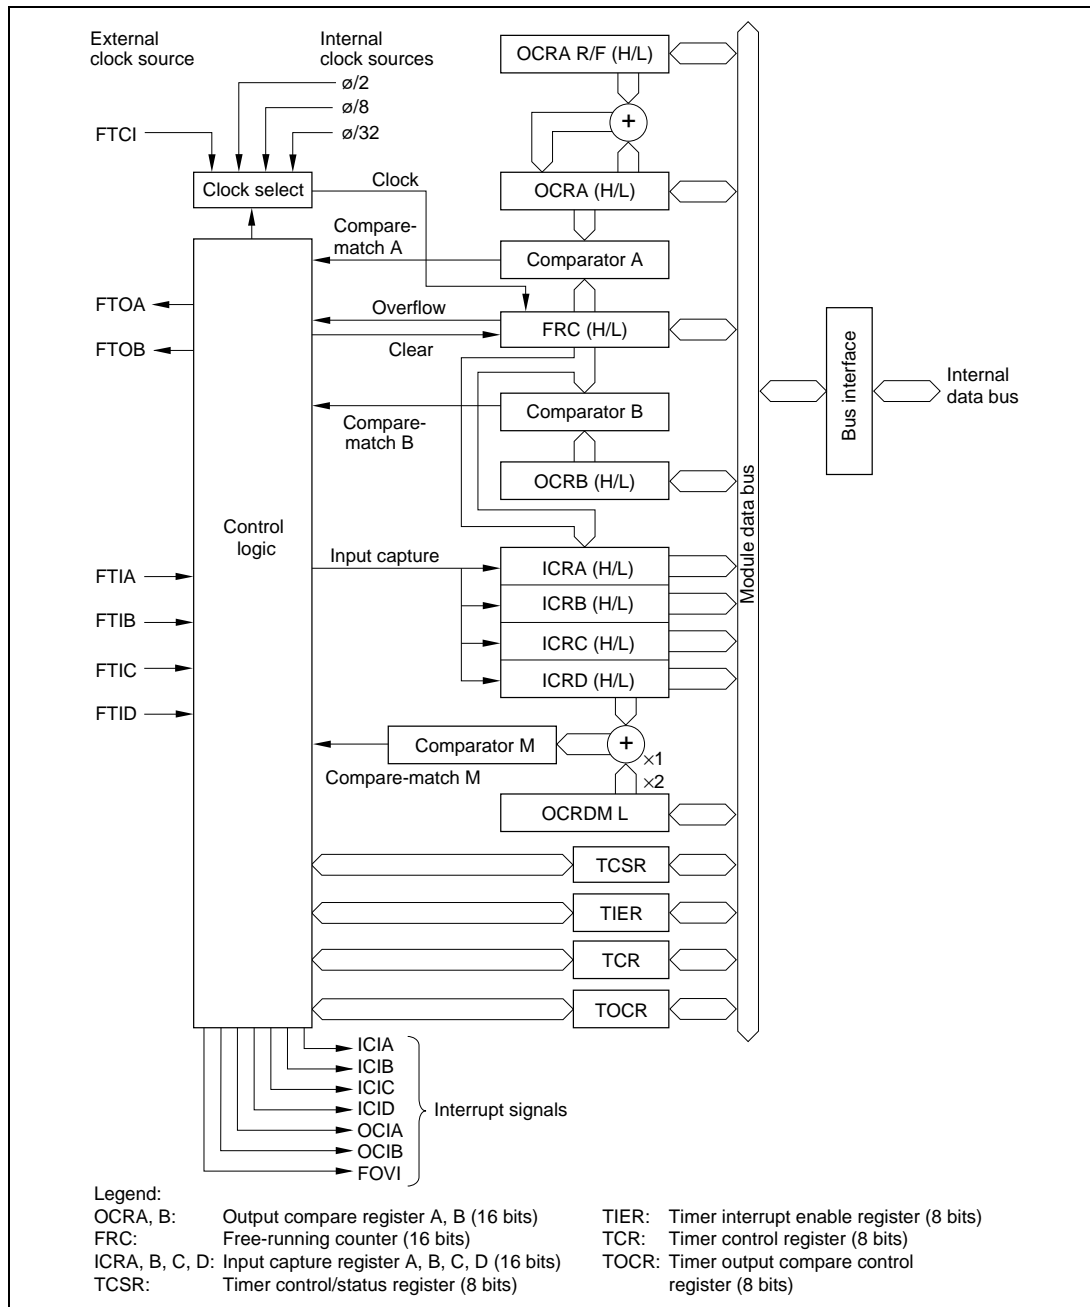 External
clock source
Internal
clock sources
ø/2
ø/8
ø/32
FTCI
Clock select
Clock
OCRA R/F (H/L)
+
OCRA (H/L)
Compare-
match A
Comparator A
FTOA
Overflow
FRC (H/L)
FTOB
Clear
Comparator B
Compare-
match B
OCRB (H/L)
Bus interface
Internal
data bus
Module data bus
Control
logic
Input capture
FTIA
FTIB
FTIC
FTID
ICRA (H/L)
ICRB (H/L)
ICRC (H/L)
ICRD (H/L)
Comparator M
+
×1
×2
Compare-match M
OCRDM L
TCSR
TIER
TCR
TOCR
ICIA
ICIB
ICIC
ICID
OCIA
OCIB
FOVI
Interrupt signals
Legend:
OCRA, B: Output compare register A, B (16 bits)
FRC: Free-running counter (16 bits)
ICRA, B, C, D: Input capture register A, B, C, D (16 bits)
TCSR: Timer control/status register (8 bits)
TIER: Timer interrupt enable register (8 bits)
TCR: Timer control register (8 bits)
TOCR: Timer output compare control
register (8 bits)